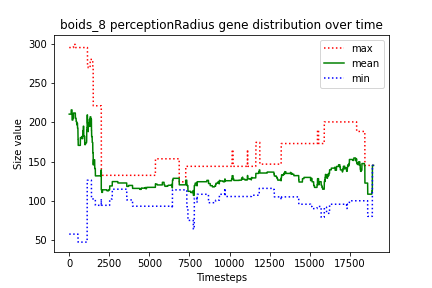 boids_8 perceptionRadius gene distribution over time
max
mean
min
Size value
300
250
200
150
100
50
0
2500
5000
7500
10000
12500
15000
17500
Timesteps